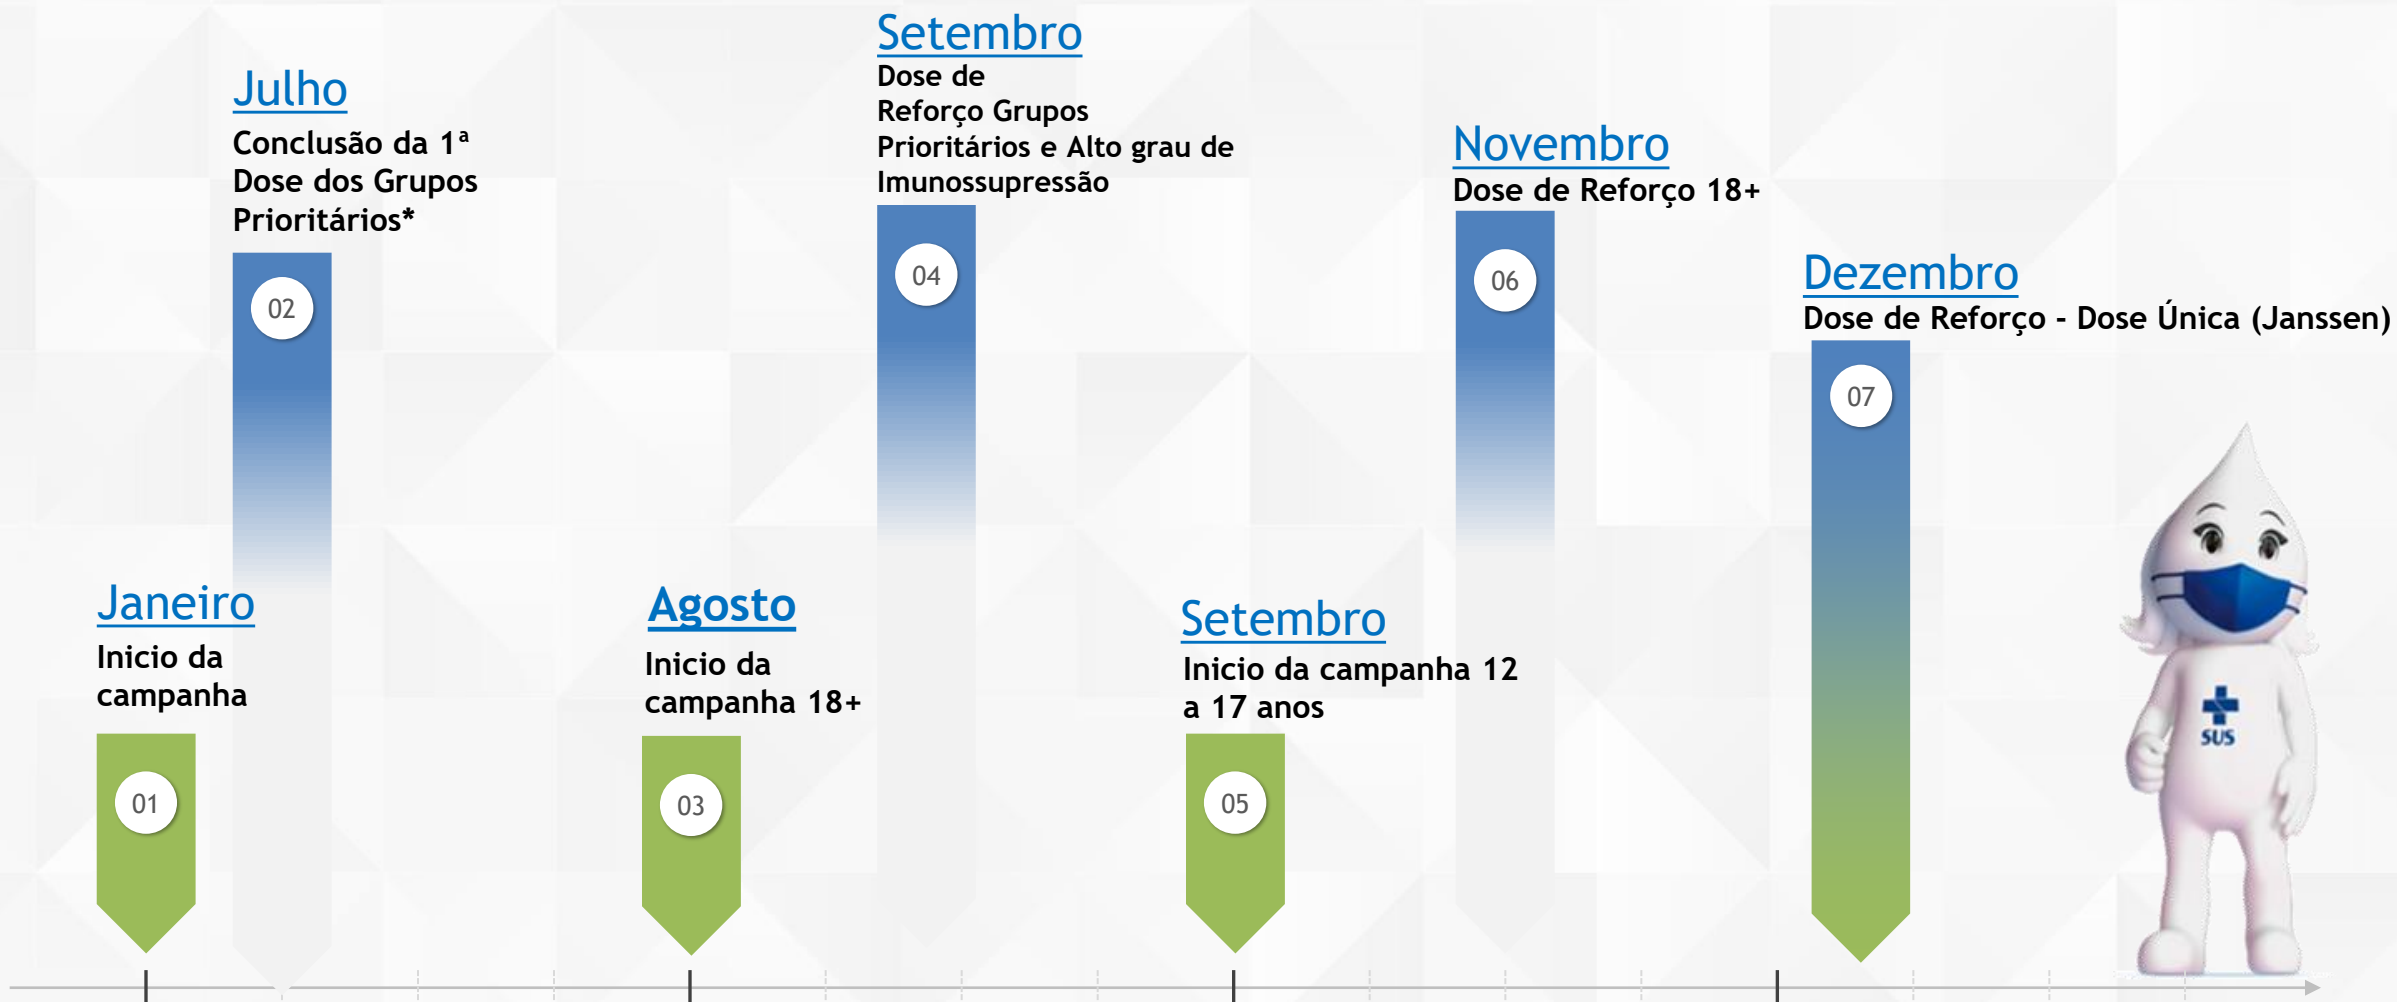 Janeiro
Inicio da
campanha
01
Julho
Conclusão da 1ª
Dose dos Grupos
Prioritários*
02
Agosto
Inicio da
campanha 18+
03
Setembro
Dose de
Reforço Grupos
Prioritários e Alto grau de
Imunossupressão
04
Setembro
Inicio da campanha 12
a 17 anos
05
Novembro
Dose de Reforço 18+
06
Dezembro
Dose de Reforço - Dose Única (Janssen)
07
SUS